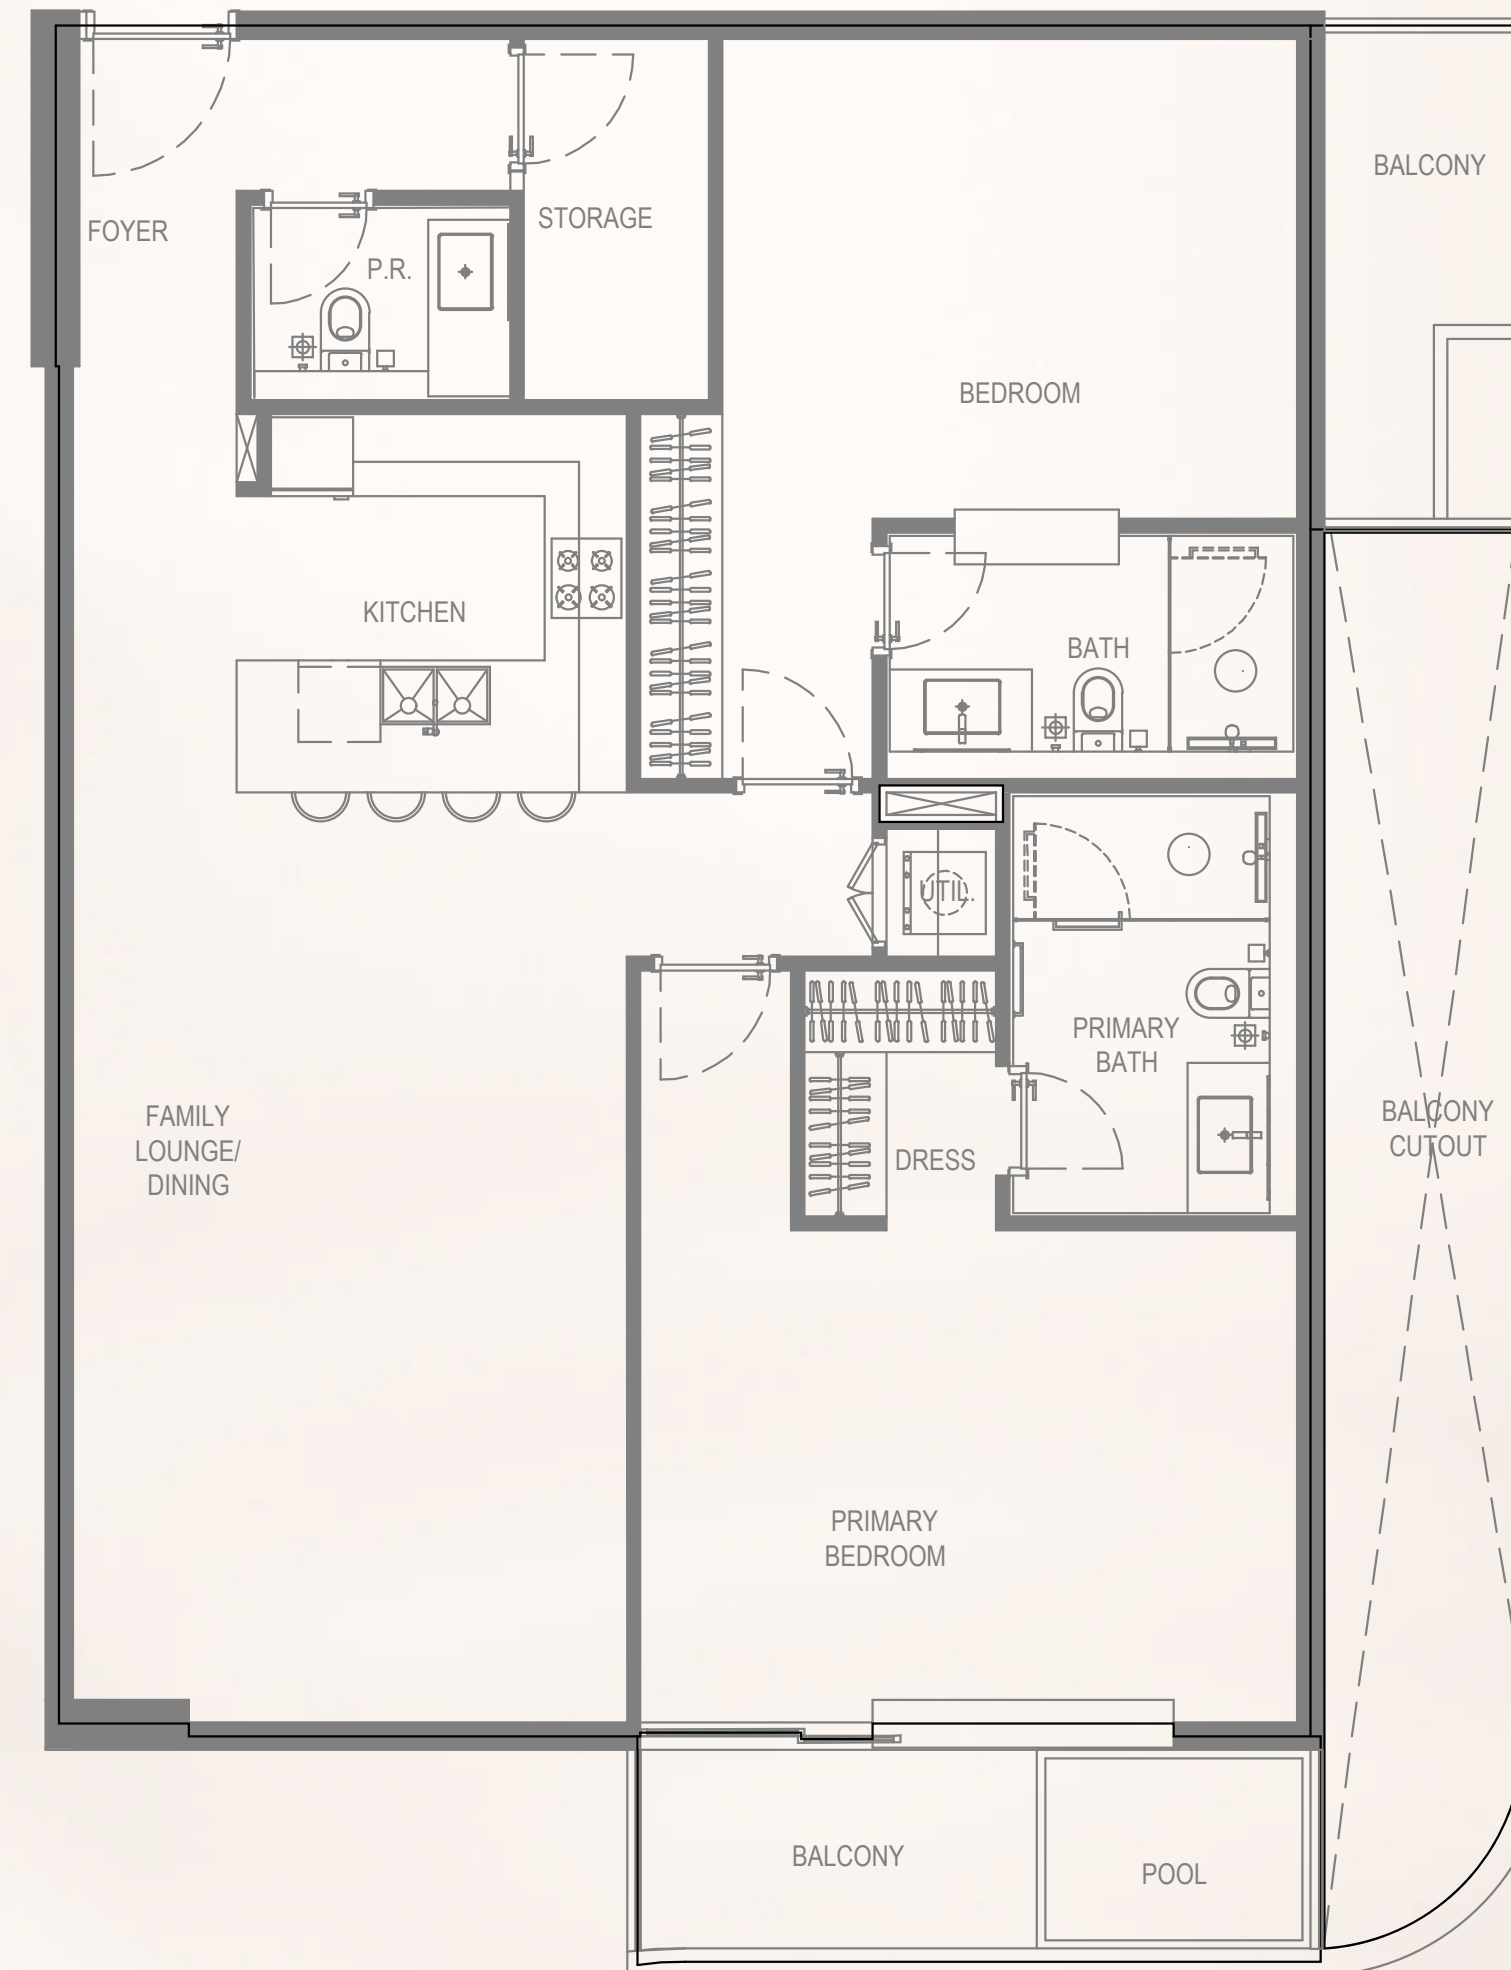 BALCONY
FOYER
STORAGE
P.R.
BEDROOM
KITCHEN
BATH
UTIL.
PRIMARY
BATH
FAMILY
LOUNGE/
DINING
BALCONY
CUTOUT
DRESS
PRIMARY
BEDROOM
BALCONY
POOL